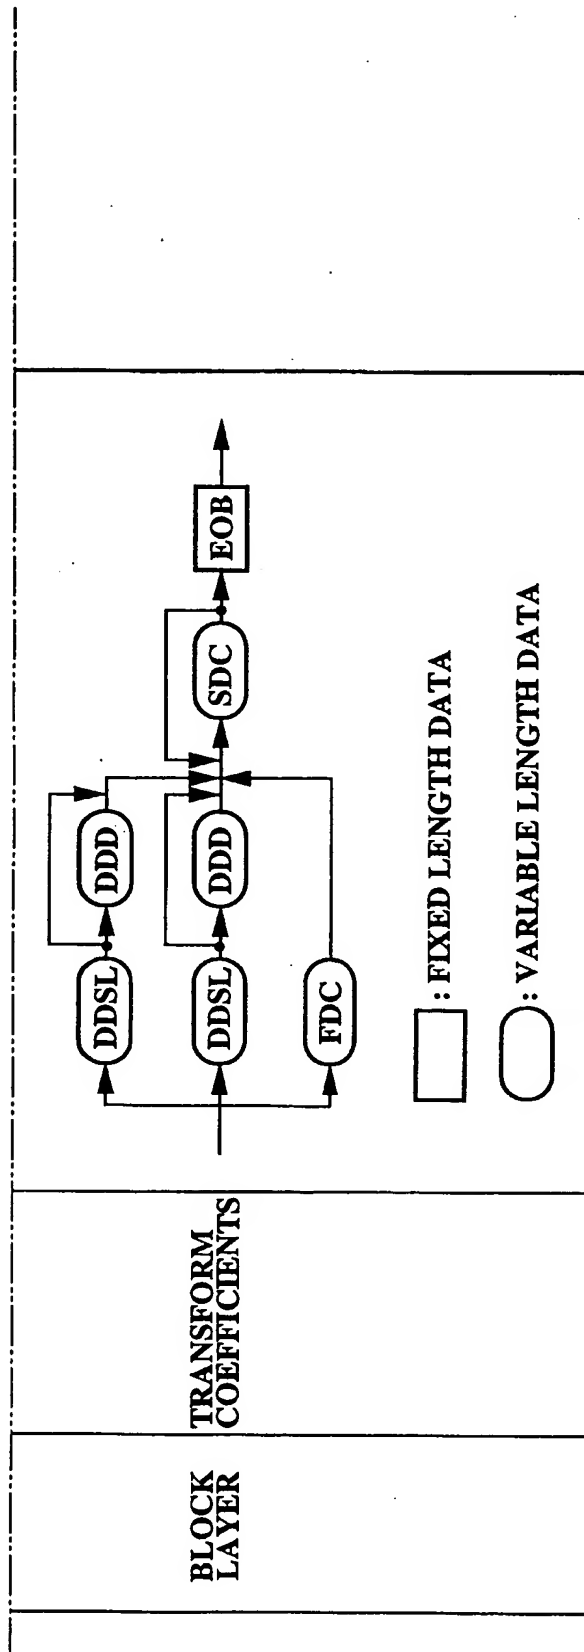 BLOCK
LAYER
TRANSFORM
COEFFICIENTS
DDSL
DDD
DDSL
DDD
SDC
EOB
FDC
: FIXED LENGTH DATA
: VARIABLE LENGTH DATA